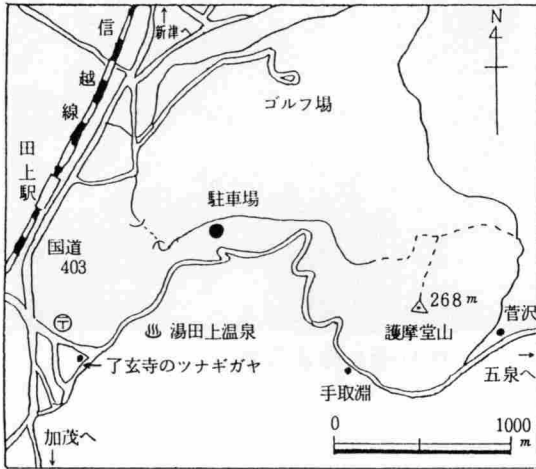 新津へ
N
信越線
ゴルフ場
田上駅
駐車場
国道
403
268m
護摩堂山
菅沢
湯田上温泉
五泉へ
了玄寺のツナギガヤ
手取淵
加茂へ
0 1000
m